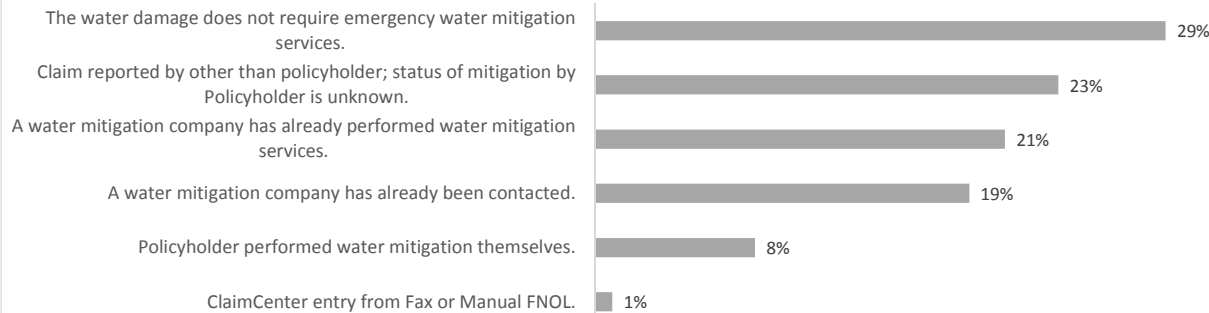 The water damage does not require emergency water mitigation
services.
29%
Claim reported by other than policyholder; status of mitigation by
Policyholder is unknown.
23%
A water mitigation company has already performed water mitigation
services.
21%
A water mitigation company has already been contacted.
19%
Policyholder performed water mitigation themselves.
8%
ClaimCenter entry from Fax or Manual FNOL.
1%